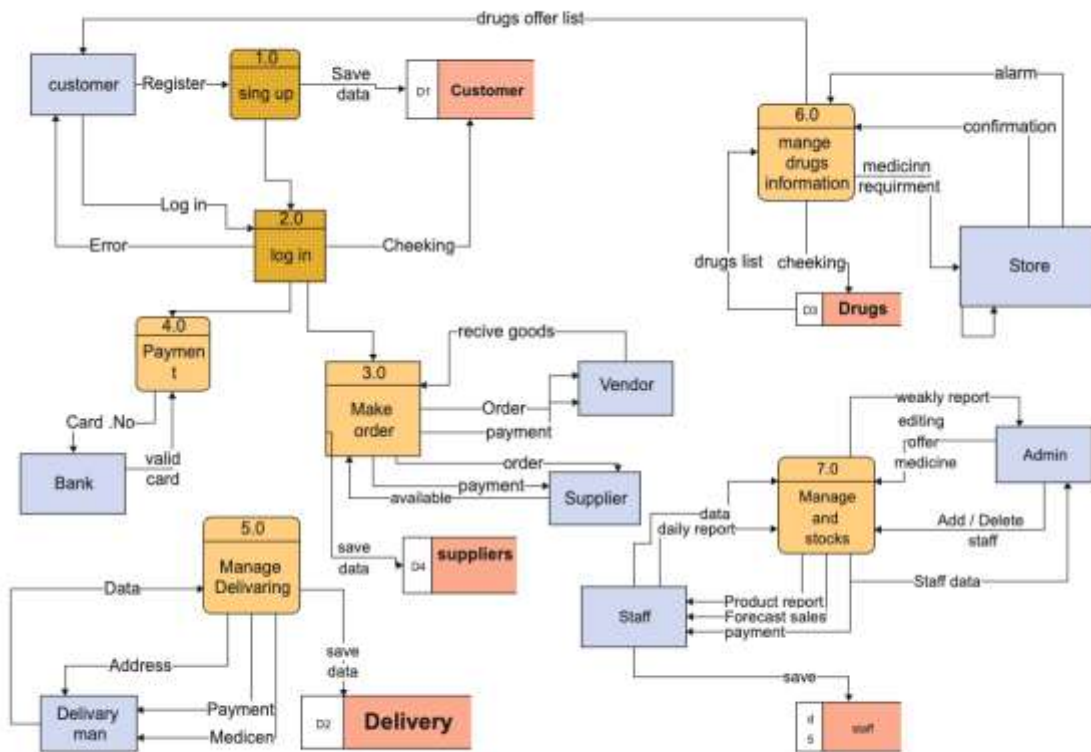 drugs offer list
customer
Register
1.0
sing up
Save
data
D1
Customer
alarm
6.0
mange
drugs
information
confirmation
medicinn
requirment
Log in
2.0
log in
Error
Cheeking
drugs list
cheeking
Store
D3
Drugs
4.0
Paymen
t
recive goods
3.0
Make
order
Order
payment
Vendor
Card .No
valid
card
Bank
order
payment
available
Supplier
weakly report
editing
offer
medicine
Admin
7.0
Manage
and
stocks
data
daily report
Add / Delete
staff
5.0
Manage
Delivaring
save
data
D4
suppliers
Data
Staff data
Staff
Product report
Forecast sales
payment
Address
save
data
save
Delivary
man
Payment
Medicen
D2
Delivery
d
5
staff